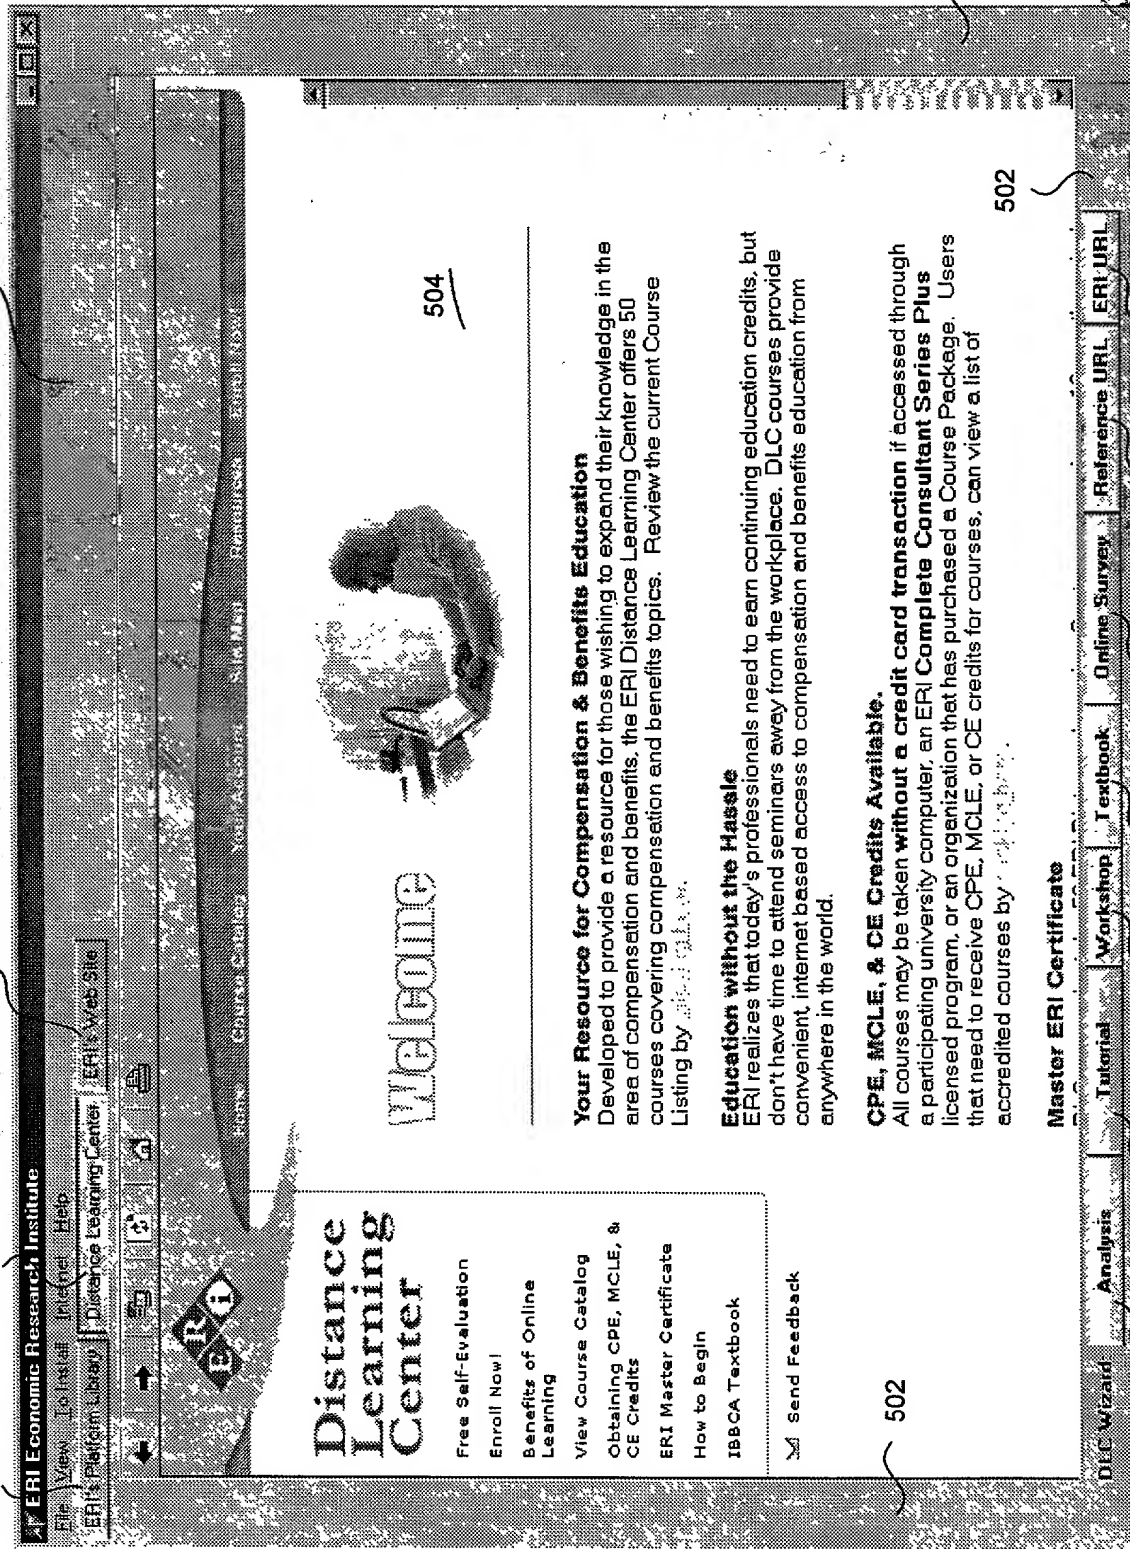 ERI Economic Research Institute
File View To Install Internet Help
ERI's Platform Library Distance Learning Center ERI's Web Site
E R i
Home Course Catalog Your Account Site Map Resources Enroll Now!
Distance
Learning
Center
Free Self-Evaluation
Enroll Now!
Benefits of Online
Learning
View Course Catalog
Obtaining CPE, MCLE, &
CE Credits
ERI Master Certificate
How to Begin
IBBCA Textbook
Send Feedback
Welcome
504
Your Resource for Compensation & Benefits Education
Developed to provide a resource for those wishing to expand their knowledge in the
area of compensation and benefits, the ERI Distance Learning Center offers 50
courses covering compensation and benefits topics. Review the current Course
Listing by
Education without the Hassle
ERI realizes that today's professionals need to earn continuing education credits, but
don't have time to attend seminars away from the workplace. DLC courses provide
convenient, internet based access to compensation and benefits education from
anywhere in the world.
CPE, MCLE, & CE Credits Available.
All courses may be taken without a credit card transaction if accessed through
a participating university computer, an ERI Complete Consultant Series Plus
licensed program, or an organization that has purchased a Course Package. Users
that need to receive CPE, MCLE, or CE credits for courses, can view a list of
accredited courses by
Master ERI Certificate
502
502
DEC Wizard Analysis Tutorial Workshop Textbook Online Survey Reference URL ERI URL